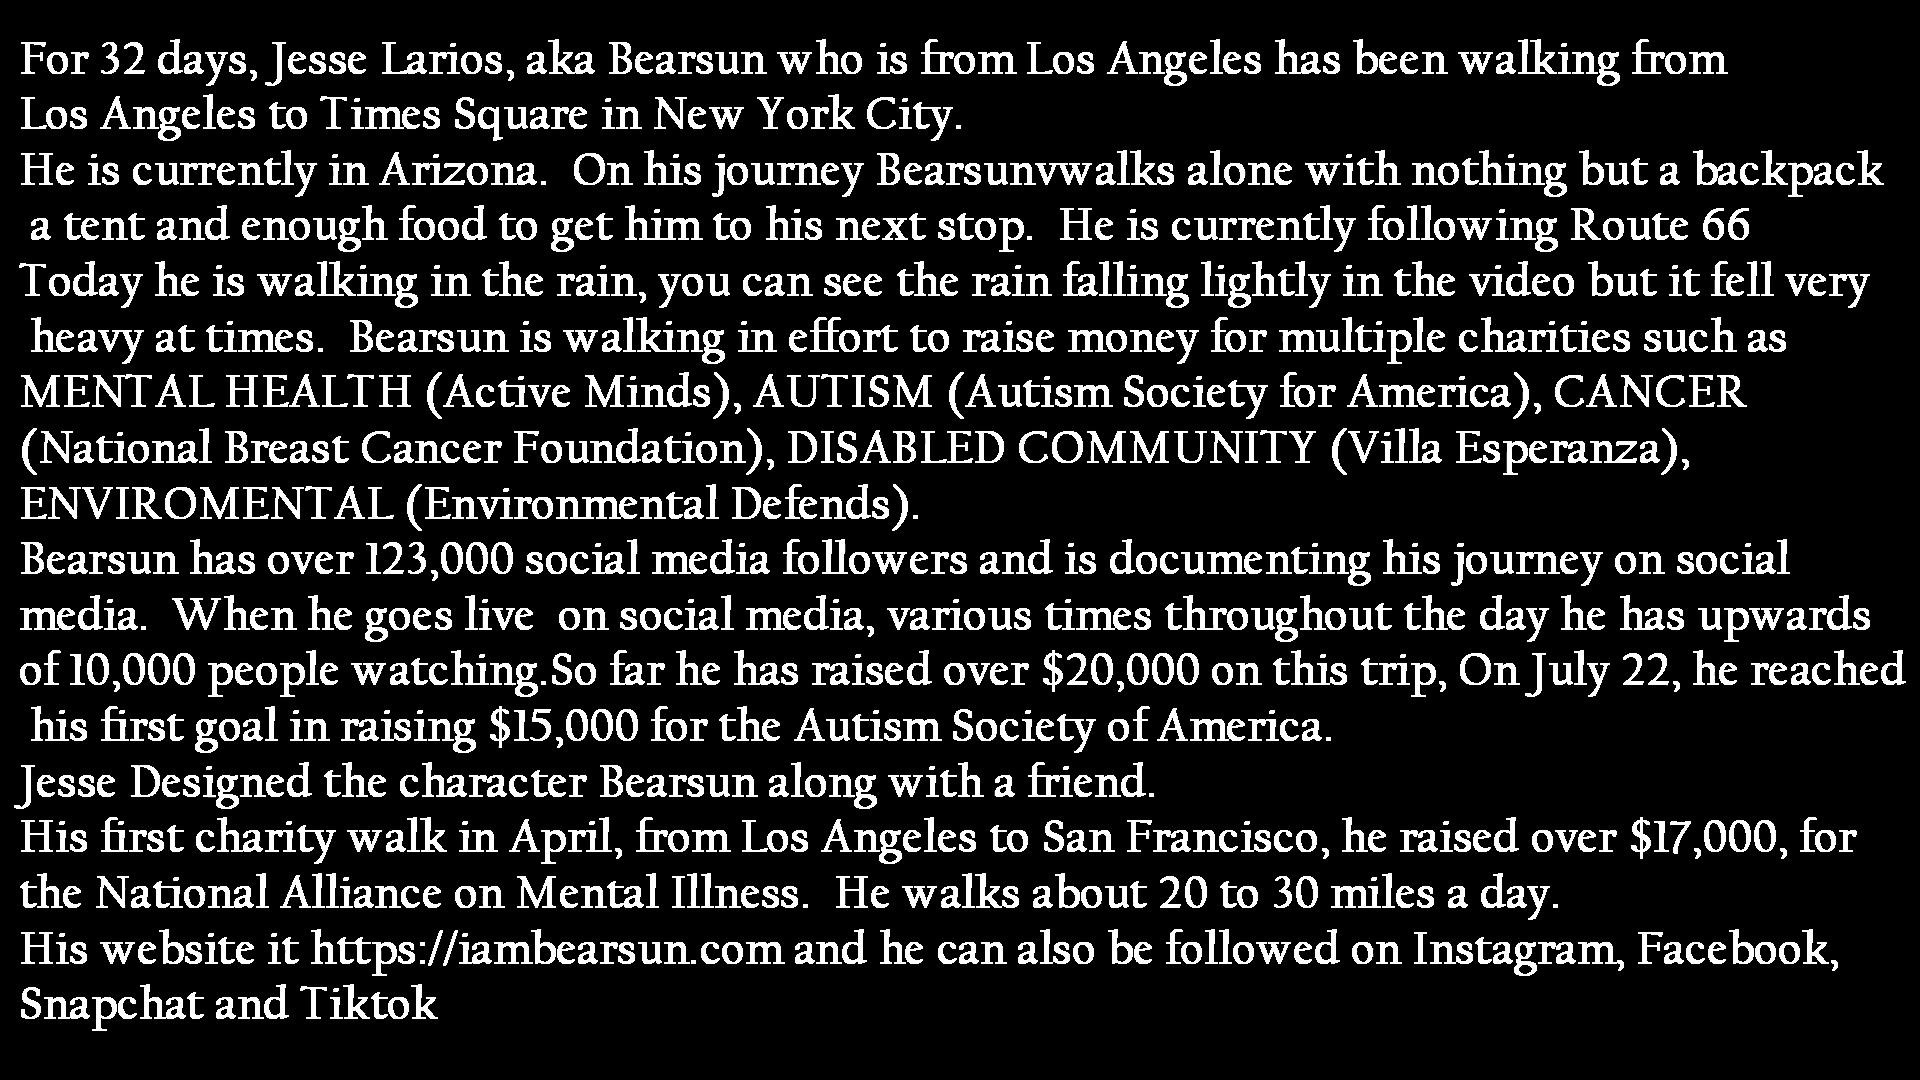 For 32 days, Jesse Larios, aka Bearsun who is from Los Angeles has been walking from
Los Angeles to Times Square in New York City.
He is currently in Arizona.  On his journey Bearsunvwalks alone with nothing but a backpack
a tent and enough food to get him to his next stop.  He is currently following Route 66
Today he is walking in the rain, you can see the rain falling lightly in the video but it fell very
heavy at times.  Bearsun is walking in effort to raise money for multiple charities such as
MENTAL HEALTH (Active Minds), AUTISM (Autism Society for America), CANCER
(National Breast Cancer Foundation), DISABLED COMMUNITY (Villa Esperanza),
ENVIROMENTAL (Environmental Defends).
Bearsun has over 123,000 social media followers and is documenting his journey on social
media.  When he goes live  on social media, various times throughout the day he has upwards
of 10,000 people watching.So far he has raised over $20,000 on this trip, On July 22, he reached
his first goal in raising $15,000 for the Autism Society of America.
Jesse Designed the character Bearsun along with a friend.
His first charity walk in April, from Los Angeles to San Francisco, he raised over $17,000, for
the National Alliance on Mental Illness.  He walks about 20 to 30 miles a day.
His website it https://iambearsun.com and he can also be followed on Instagram, Facebook,
Snapchat and Tiktok